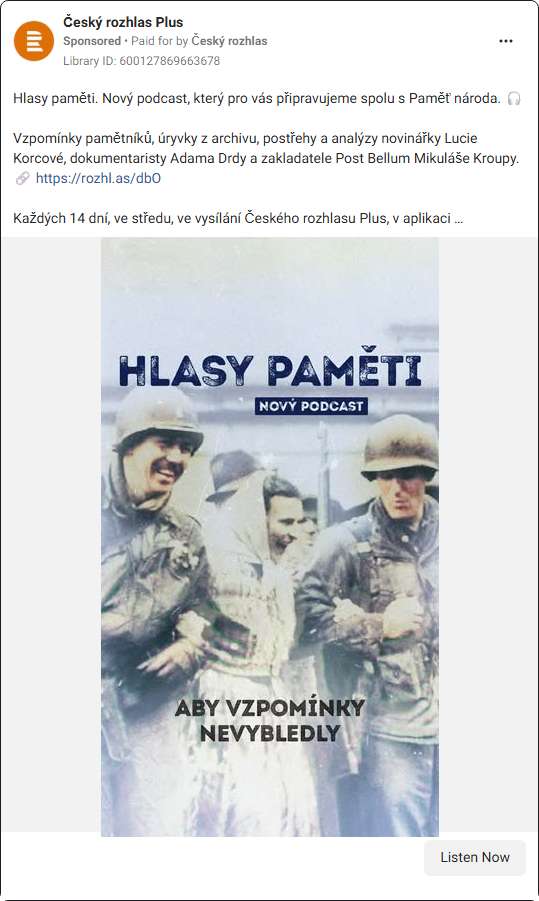 Český rozhlas Plus
Sponsored • Paid for by Český rozhlas
Library ID: 600127869663678
Hlasy paměti. Nový podcast, který pro vás připravujeme spolu s Paměť národa. 🎧
Vzpomínky pamětníků, úryvky z archivu, postřehy a analýzy novinářky Lucie
Korcové, dokumentaristy Adama Drdy a zakladatele Post Bellum Mikuláše Kroupy.
🔗 https://rozhl.as/dbO
Každých 14 dní, ve středu, ve vysílání Českého rozhlasu Plus, v aplikaci ...
HLASY PAMĚTI
NOVÝ PODCAST
ABY VZPOMÍNKY
NEVYBLEDLY
Listen Now